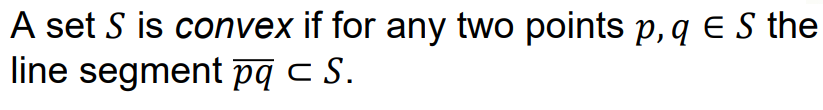 A set 𝑆 is convex if for any two points 𝑝, 𝑞 ∈ 𝑆 the
line segment 𝑝𝑞̅ ⊂ 𝑆.